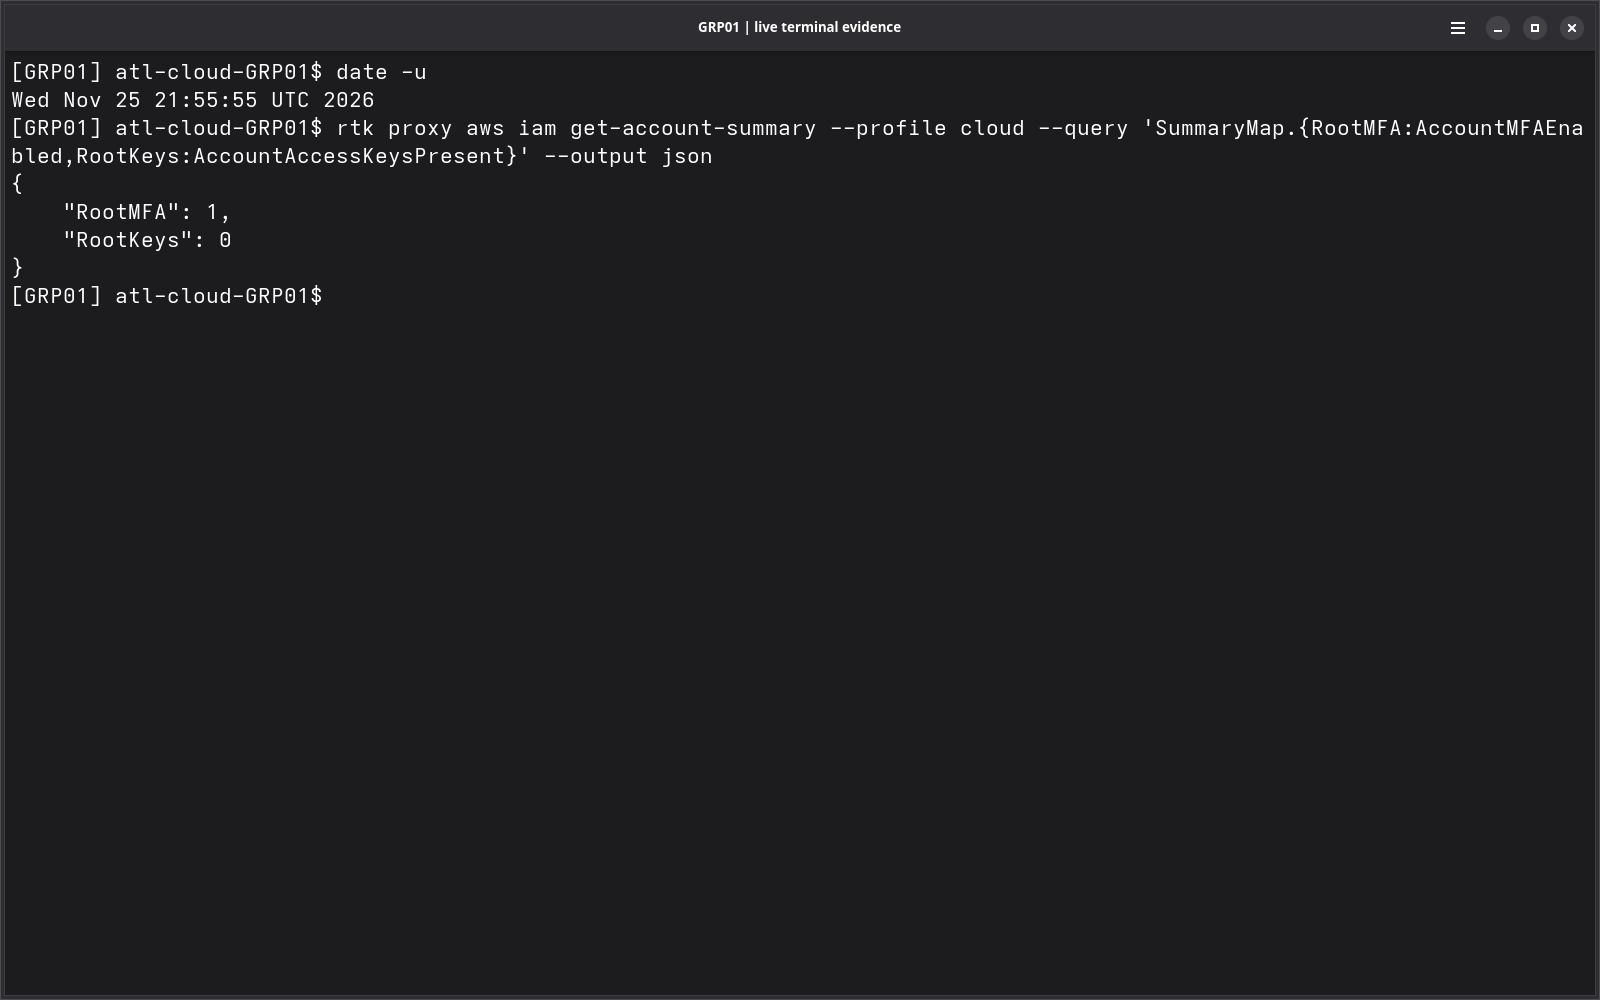 GRP01 | live terminal evidence
[GRP01] atl-cloud-GRP01$ date -u
Wed Nov 25 21:55:55 UTC 2026
[GRP01] atl-cloud-GRP01$ rtk proxy aws iam get-account-summary --profile cloud --query 'SummaryMap.{RootMFA:AccountMFAEna
bled,RootKeys:AccountAccessKeysPresent}' --output json
{
    "RootMFA": 1,
    "RootKeys": 0
}
[GRP01] atl-cloud-GRP01$